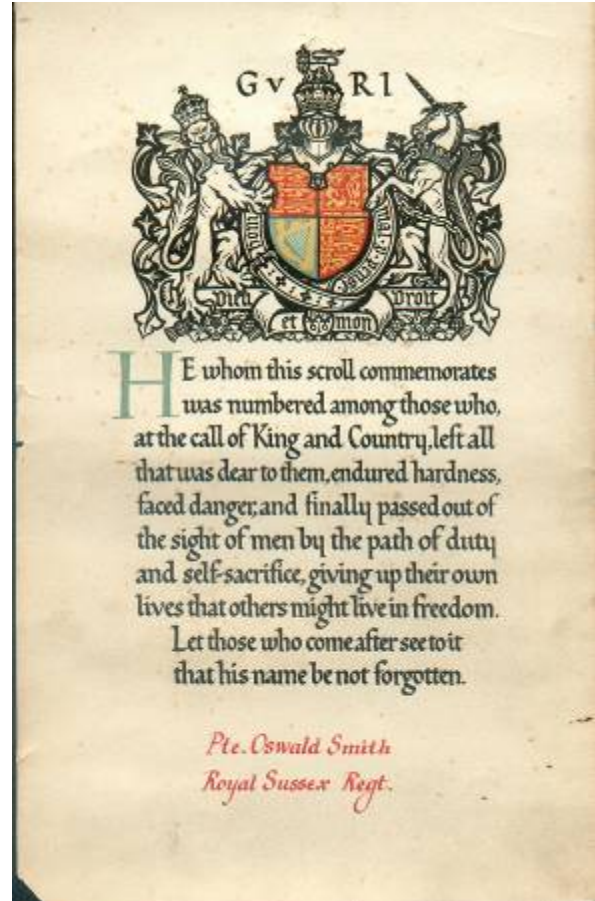 G V R I
Honi
mal y pense
Dieu et mon Droit
HE whom this scroll commemorates
was numbered among those who,
at the call of King and Country, left all
that was dear to them, endured hardness,
faced danger, and finally passed out of
the sight of men by the path of duty
and self-sacrifice, giving up their own
lives that others might live in freedom.
Let those who come after see to it
that his name be not forgotten.
Pte. Oswald Smith
Royal Sussex Regt.